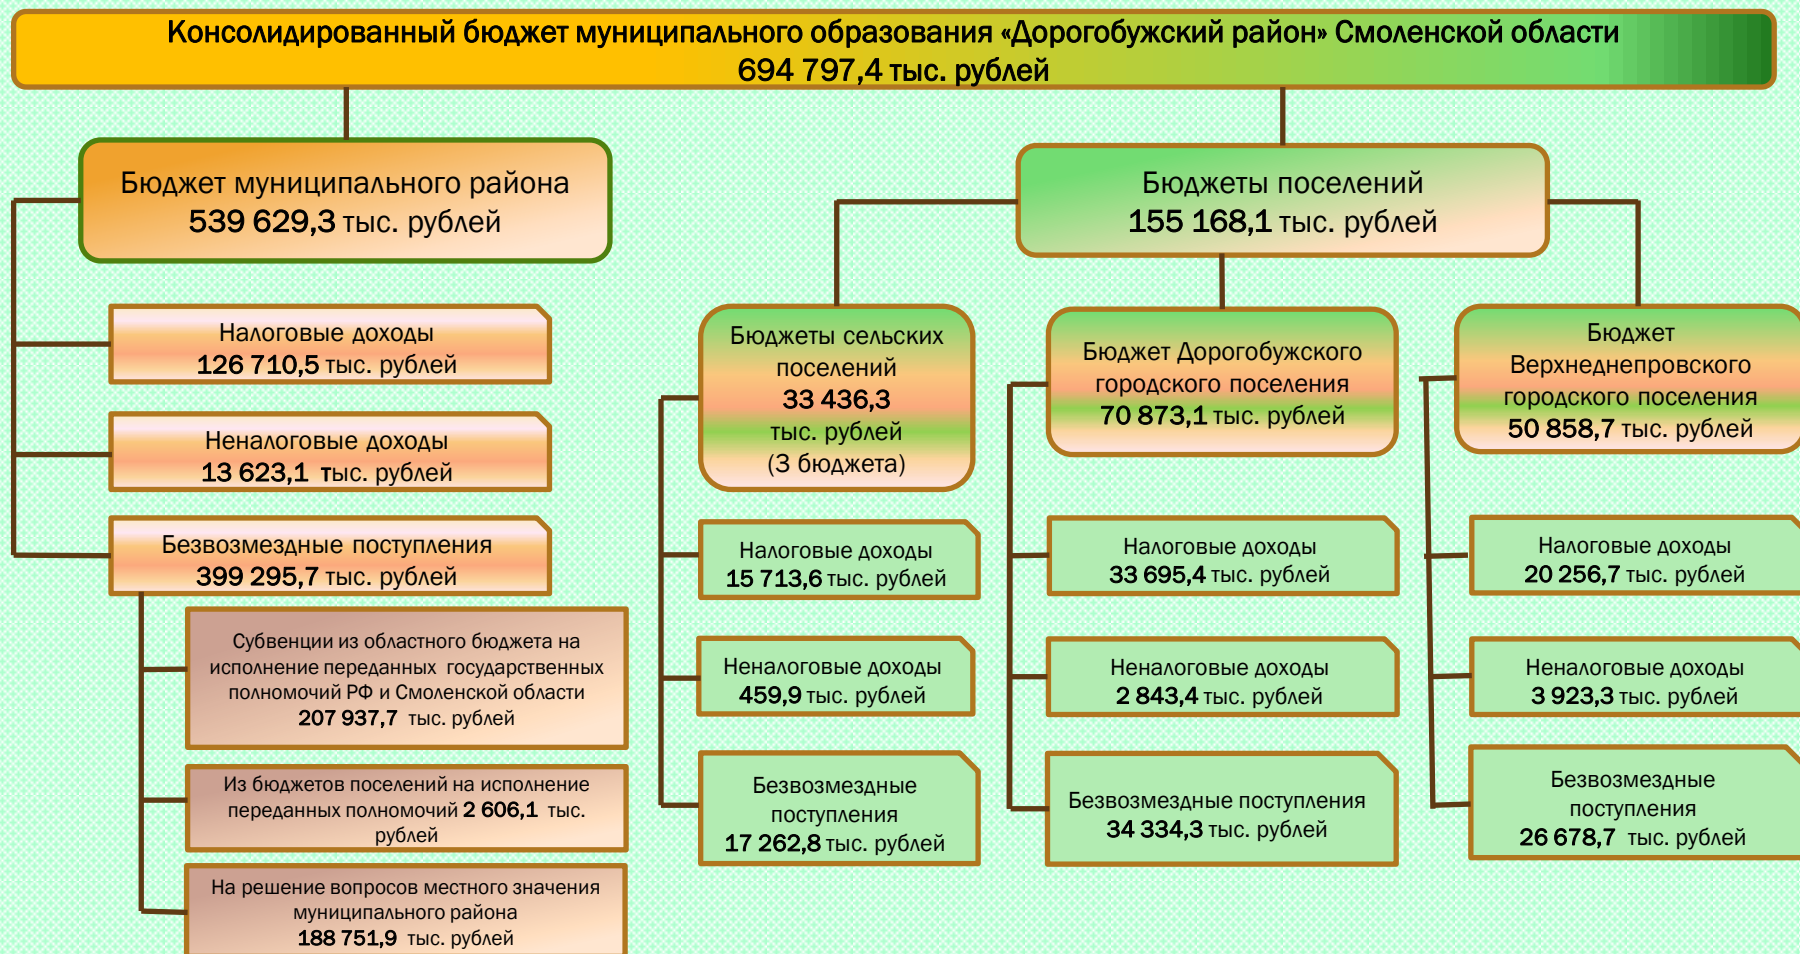 Консолидированный бюджет муниципального образования «Дорогобужский район» Смоленской области
694 797,4 тыс. рублей
Бюджет муниципального района
539 629,3 тыс. рублей
Налоговые доходы
126 710,5 тыс. рублей
Неналоговые доходы
13 623,1 тыс. рублей
Безвозмездные поступления
399 295,7 тыс. рублей
Субвенции из областного бюджета на
исполнение переданных государственных
полномочий РФ и Смоленской области
207 937,7 тыс. рублей
Из бюджетов поселений на исполнение
переданных полномочий 2 606,1 тыс.
рублей
На решение вопросов местного значения
муниципального района
188 751,9 тыс. рублей
Бюджеты поселений
155 168,1 тыс. рублей
Бюджеты сельских
поселений
33 436,3
тыс. рублей
(3 бюджета)
Налоговые доходы
15 713,6 тыс. рублей
Неналоговые доходы
459,9 тыс. рублей
Безвозмездные
поступления
17 262,8 тыс. рублей
Бюджет Дорогобужского
городского поселения
70 873,1 тыс. рублей
Налоговые доходы
33 695,4 тыс. рублей
Неналоговые доходы
2 843,4 тыс. рублей
Безвозмездные поступления
34 334,3 тыс. рублей
Бюджет
Верхнеднепровского
городского поселения
50 858,7 тыс. рублей
Налоговые доходы
20 256,7 тыс. рублей
Неналоговые доходы
3 923,3 тыс. рублей
Безвозмездные
поступления
26 678,7 тыс. рублей